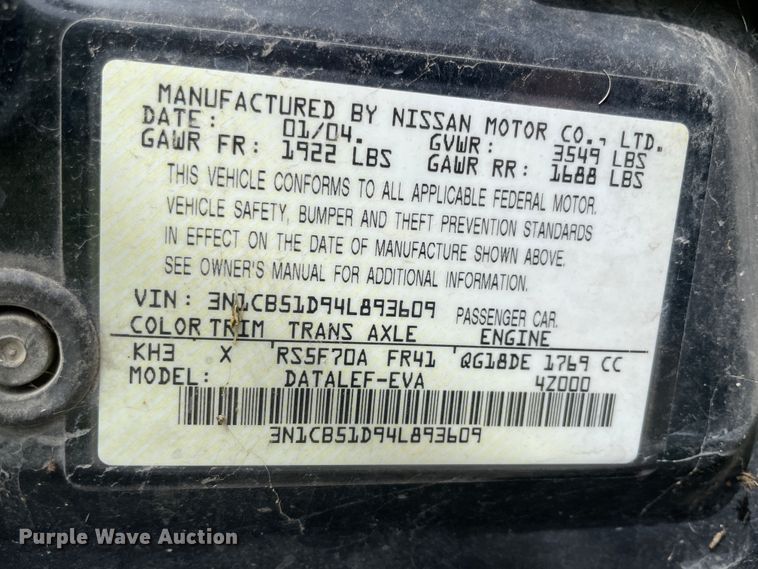 MANUFACTURED BY NISSAN MOTOR CO., LTD.
DATE: 01/04. GVWR: 3549 LBS
GAWR FR: 1922 LBS GAWR RR: 1688 LBS
THIS VEHICLE CONFORMS TO ALL APPLICABLE FEDERAL MOTOR
VEHICLE SAFETY, BUMPER AND THEFT PREVENTION STANDARDS
IN EFFECT ON THE DATE OF MANUFACTURE SHOWN ABOVE.
SEE OWNER'S MANUAL FOR ADDITIONAL INFORMATION.
VIN: 3N1CB51D94L893609 PASSENGER CAR.
COLOR TRIM TRANS AXLE ENGINE
KH3 X RS5F70A FR41 QG18DE 1769 CC
MODEL: DATALEF-EVA 4Z000
3N1CB51D94L893609
Purple Wave Auction